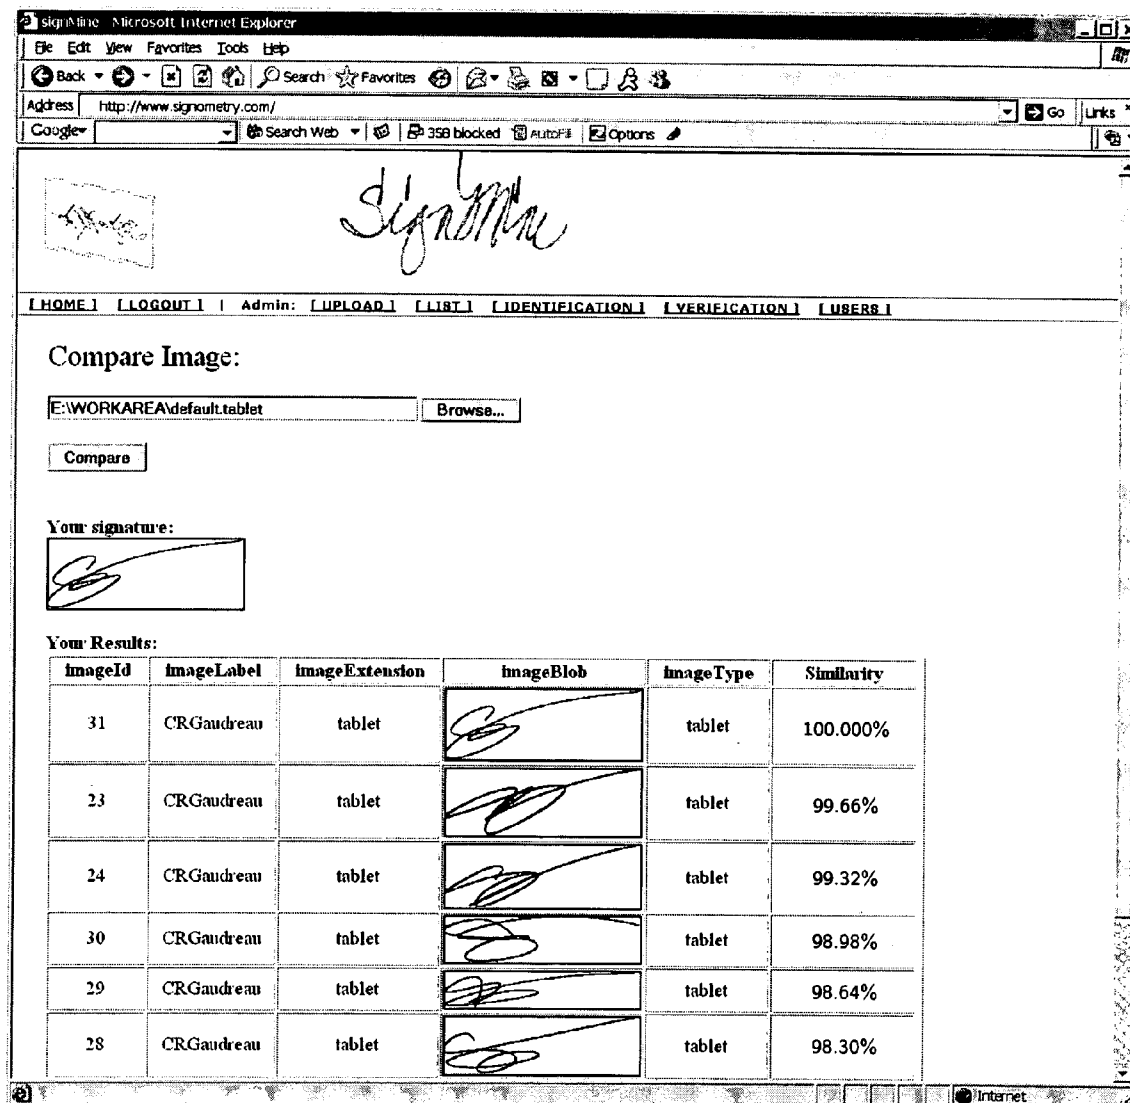 signMine - Microsoft Internet Explorer
File Edit View Favorites Tools Help
Back Search Favorites
Address http://www.signometry.com/ Go Links
Google Search Web 358 blocked AutoFill Options
SignMine
[ HOME ] [ LOGOUT ] | Admin: [ UPLOAD ] [ LIST ] [ IDENTIFICATION ] [ VERIFICATION ] [ USERS ]
Compare Image:
E:\WORKAREA\default.tablet Browse...
Compare
Your signature:
Your Results:
imageId imageLabel imageExtension imageBlob imageType Similarity
31 CRGaudreau tablet tablet 100.000%
23 CRGaudreau tablet tablet 99.66%
24 CRGaudreau tablet tablet 99.32%
30 CRGaudreau tablet tablet 98.98%
29 CRGaudreau tablet tablet 98.64%
28 CRGaudreau tablet tablet 98.30%
Internet